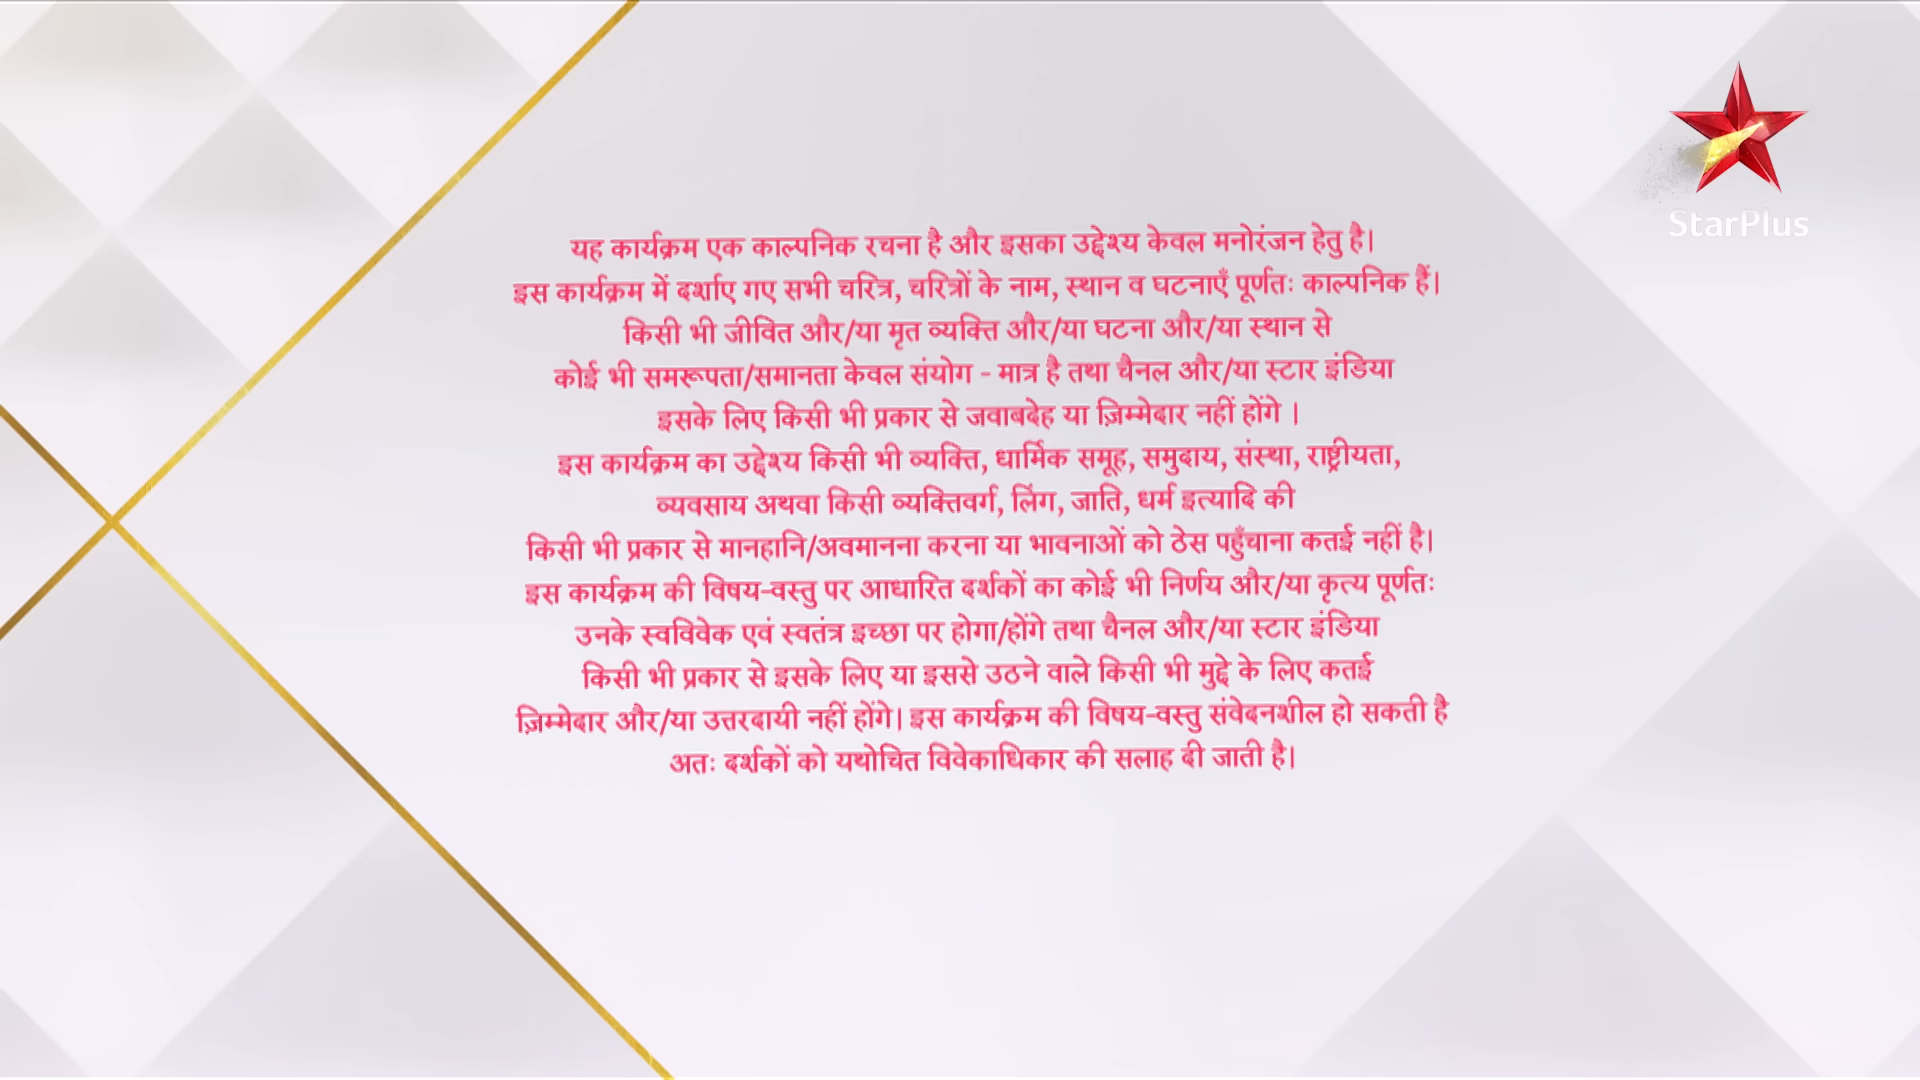 StarPlus
यह कार्यक्रम एक काल्पनिक रचना है और इसका उद्देश्य केवल मनोरंजन हेतु है।
इस कार्यक्रम में दर्शाए गए सभी चरित्र, चरित्रों के नाम, स्थान व घटनाएँ पूर्णतः काल्पनिक हैं।
किसी भी जीवित और/या मृत व्यक्ति और/या घटना और/या स्थान से
कोई भी समरूपता/समानता केवल संयोग - मात्र है तथा चैनल और/या स्टार इंडिया
इसके लिए किसी भी प्रकार से जवाबदेह या ज़िम्मेदार नहीं होंगे ।
इस कार्यक्रम का उद्देश्य किसी भी व्यक्ति, धार्मिक समूह, समुदाय, संस्था, राष्ट्रीयता,
व्यवसाय अथवा किसी व्यक्तिवर्ग, लिंग, जाति, धर्म इत्यादि की
किसी भी प्रकार से मानहानि/अवमानना करना या भावनाओं को ठेस पहुँचाना कतई नहीं है।
इस कार्यक्रम की विषय-वस्तु पर आधारित दर्शकों का कोई भी निर्णय और/या कृत्य पूर्णतः
उनके स्वविवेक एवं स्वतंत्र इच्छा पर होगा/होंगे तथा चैनल और/या स्टार इंडिया
किसी भी प्रकार से इसके लिए या इससे उठने वाले किसी भी मुद्दे के लिए कतई
ज़िम्मेदार और/या उत्तरदायी नहीं होंगे। इस कार्यक्रम की विषय-वस्तु संवेदनशील हो सकती है
अतः दर्शकों को यथोचित विवेकाधिकार की सलाह दी जाती है।